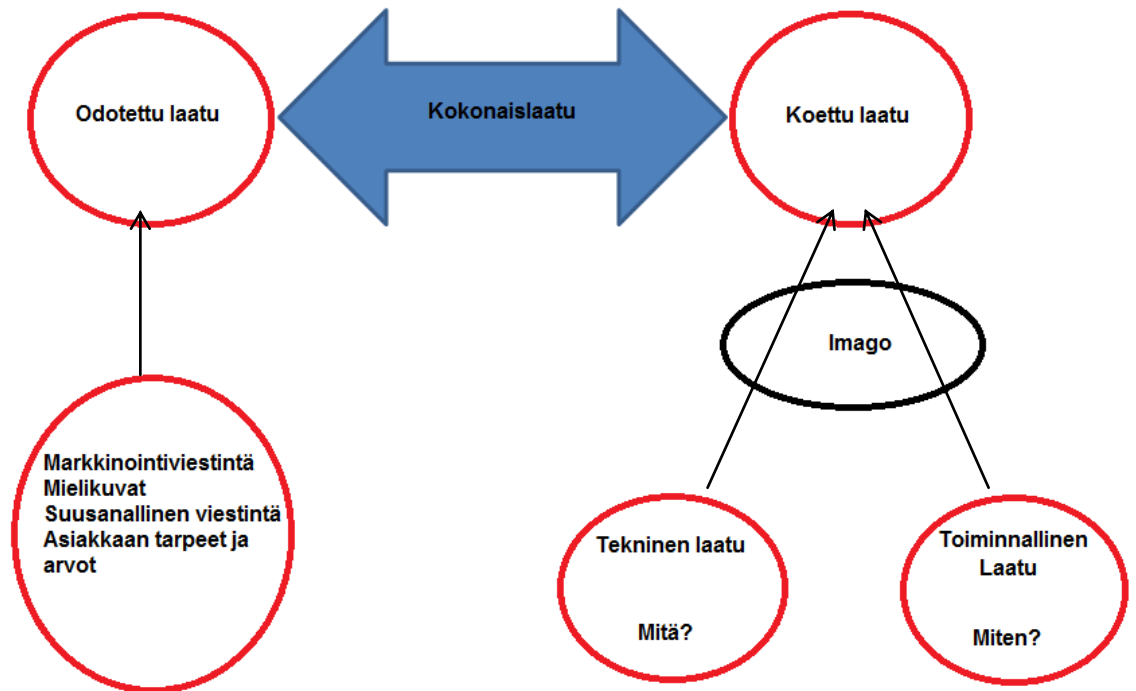 Odotettu laatu
Kokonaislaatu
Koettu laatu
Imago
Markkinointiviestintä
Mielikuvat
Suusanallinen viestintä
Asiakkaan tarpeet ja
arvot
Tekninen laatu
Mitä?
Toiminnallinen
Laatu
Miten?